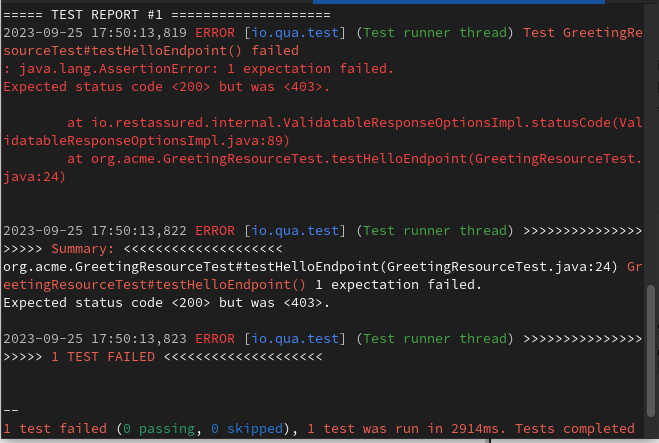 ===== TEST REPORT #1 ====================
2023-09-25 17:50:13,819 ERROR [io.qua.test] (Test runner thread) Test GreetingRe
sourceTest#testHelloEndpoint() failed
: java.lang.AssertionError: 1 expectation failed.
Expected status code <200> but was <403>.
at io.restassured.internal.ValidatableResponseOptionsImpl.statusCode(Val
idatableResponseOptionsImpl.java:89)
at org.acme.GreetingResourceTest.testHelloEndpoint(GreetingResourceTest.
java:24)
2023-09-25 17:50:13,822 ERROR [io.qua.test] (Test runner thread) >>>>>>>>>>>>>>>
>>>>> Summary: <<<<<<<<<<<<<<<<<<<<
org.acme.GreetingResourceTest#testHelloEndpoint(GreetingResourceTest.java:24) Gr
eetingResourceTest#testHelloEndpoint() 1 expectation failed.
Expected status code <200> but was <403>.
2023-09-25 17:50:13,823 ERROR [io.qua.test] (Test runner thread) >>>>>>>>>>>>>>>
>>>>> 1 TEST FAILED <<<<<<<<<<<<<<<<<<<<
--
1 test failed (0 passing, 0 skipped), 1 test was run in 2914ms. Tests completed